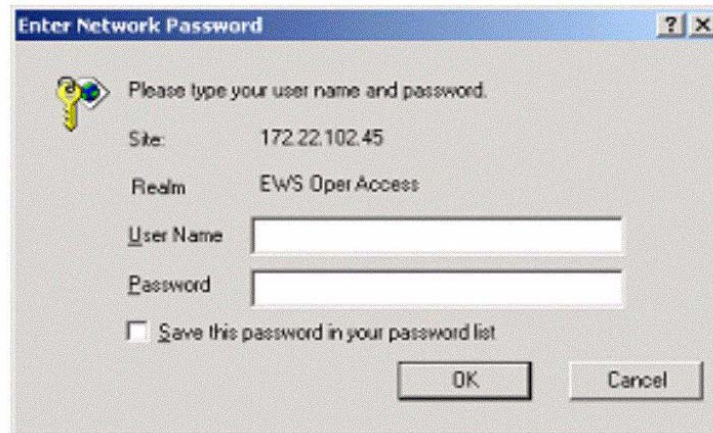 Enter Network Password
Please type your user name and password.
Site: 172.22.102.45
Realm EWS Oper Access
User Name
Password
Save this password in your password list
OK Cancel